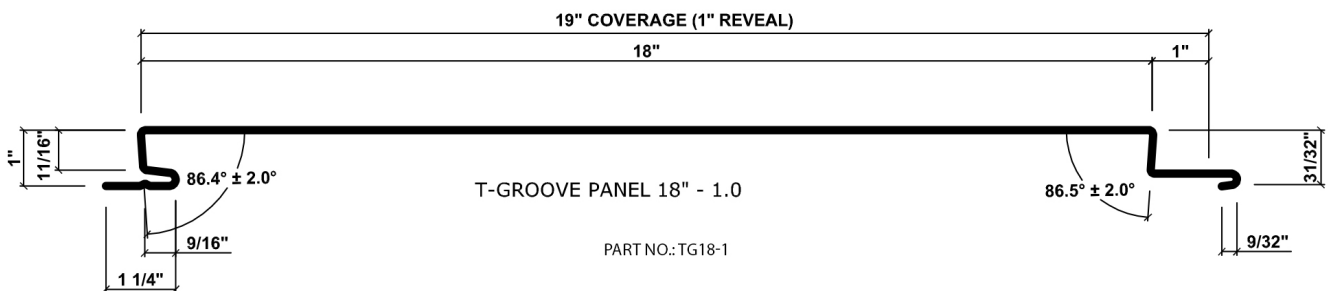 19" COVERAGE (1" REVEAL)
18"
1"
1"
11/16"
31/32"
86.4° ± 2.0°
T-GROOVE PANEL 18" - 1.0
86.5° ± 2.0°
9/16"
PART NO.: TG18-1
9/32"
1 1/4"